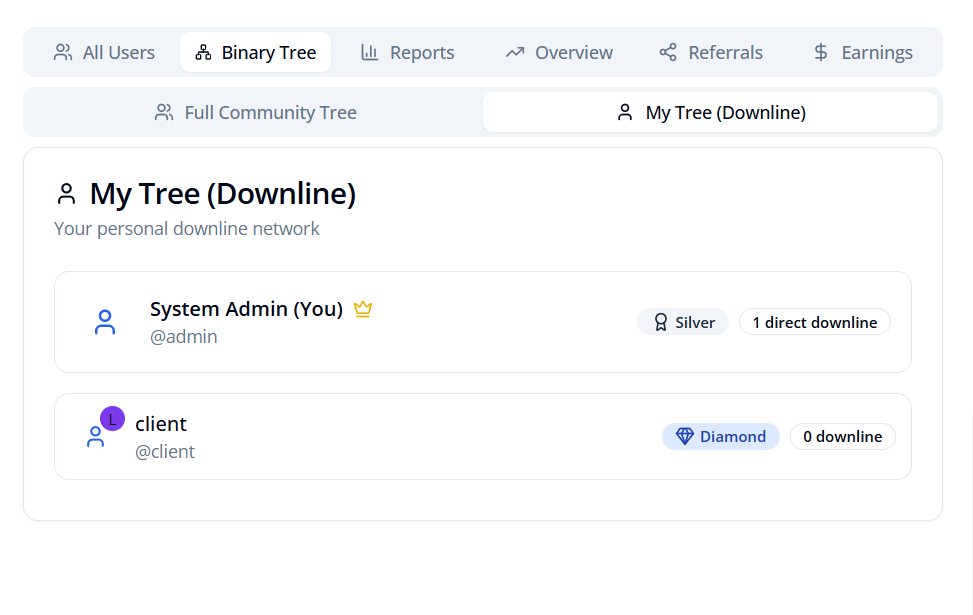 All Users Binary Tree Reports Overview Referrals Earnings
Full Community Tree My Tree (Downline)
My Tree (Downline)
Your personal downline network
System Admin (You)
@admin
Silver 1 direct downline
L
client
@client
Diamond 0 downline